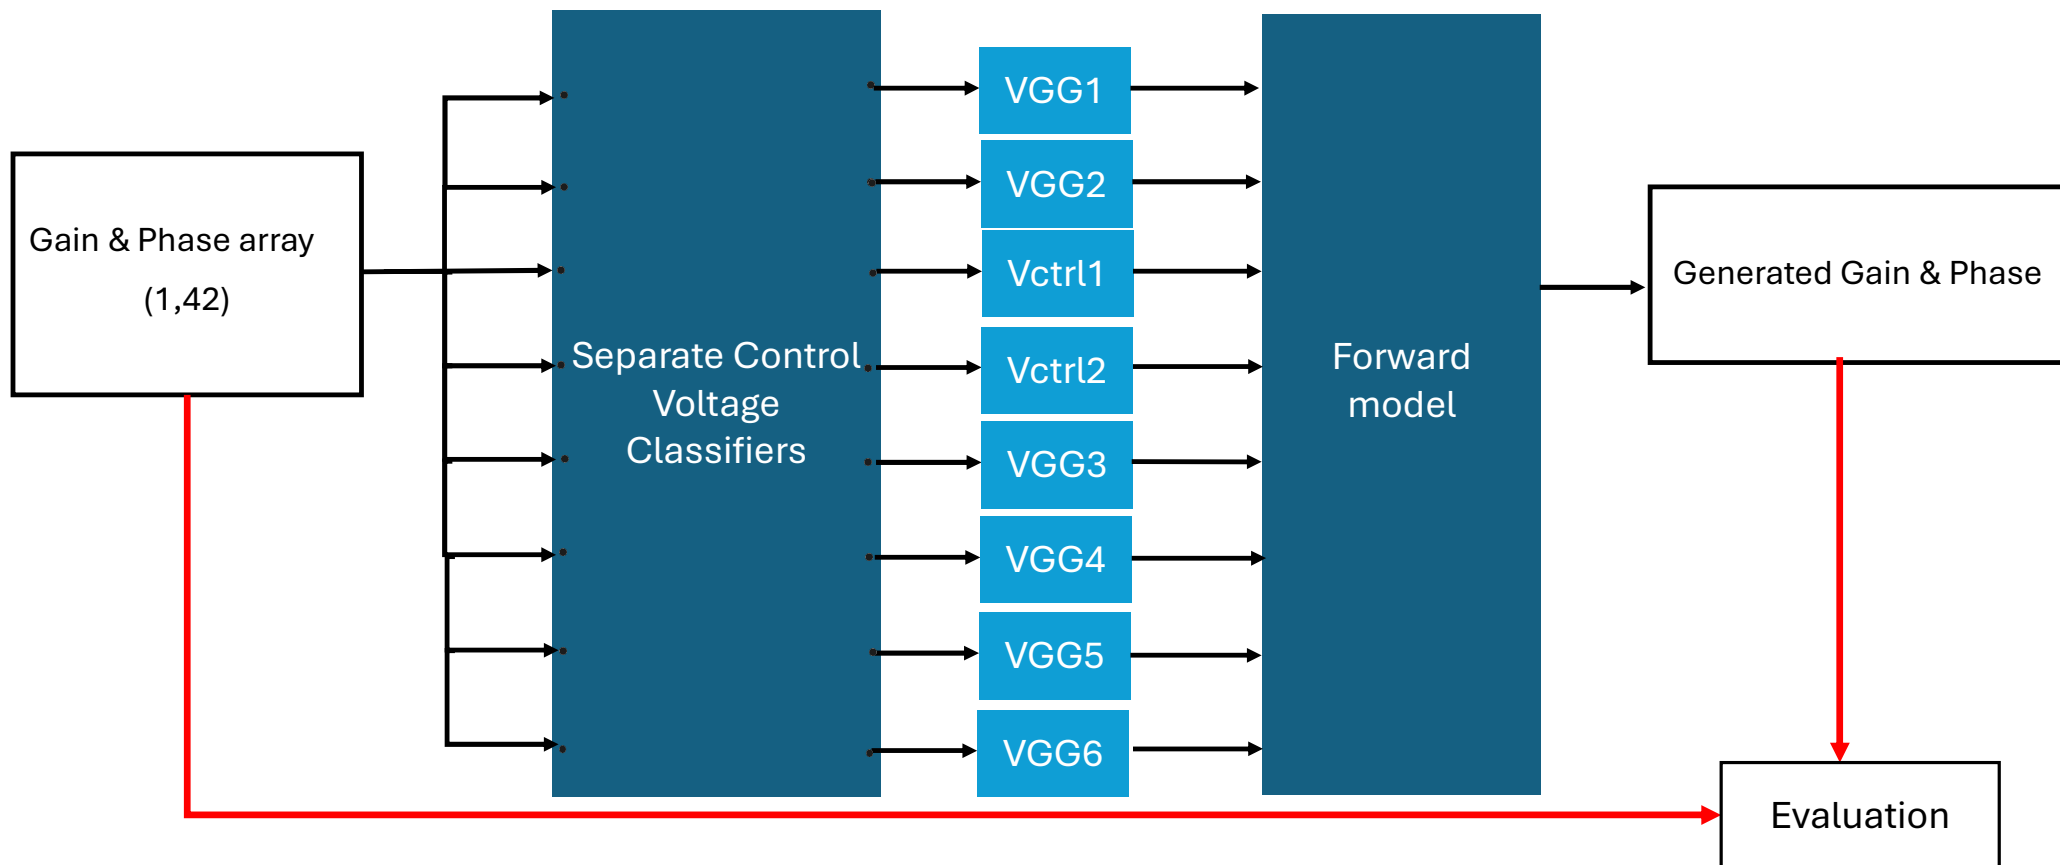 Gain & Phase array
(1,42)
Separate Control
Voltage
Classifiers
VGG1
VGG2
Vctrl1
Vctrl2
VGG3
VGG4
VGG5
VGG6
Forward
model
Generated Gain & Phase
Evaluation